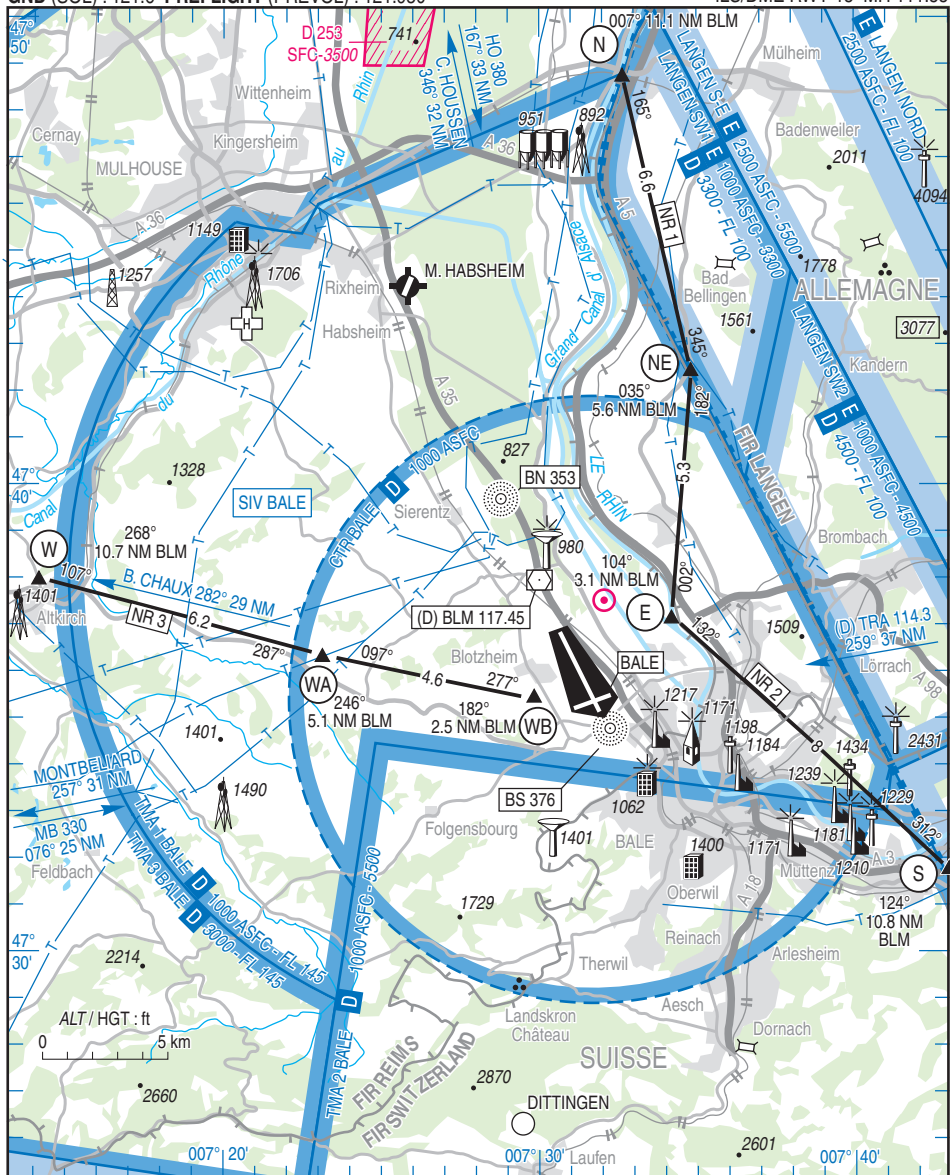 007° 11.1 NM BLM
47°
50'
D 253
SFC-3500
741
N
HO 380
167° 33 NM
C. HOUSSEN
346° 32 NM
Rhin
au
Mülheim
Wittenheim
Cernay
Kingersheim
MULHOUSE
951
892
A 36
165°
6.6
NR 1
345°
A 5
LANGEN S-E E 2500 ASFC - 5500
LANGEN SW1 E 1000 ASFC - 3300
D 3300 - FL 100
E LANGEN NORD
2500 ASFC - FL 100
Badenweiler
2011
4094
A 36
1149
1257
Rhône
1706
H
Rixheim
Habsheim
M. HABSHEIM
Grand Canal d'Alsace
Bad
Bellingen
1778
1561
ALLEMAGNE
3077
Kandern
LANGEN SW2 E 1000 ASFC - 4500
D 4500 - FL 100
NE
035°
5.6 NM BLM
182°
5.3
002°
A 35
T
du
Canal
1328
47°
40'
SIV BALE
CTR BALE D 1000 ASFC
827
BN 353
Sierentz
LE
RHIN
FIR LANGEN
Brombach
W
268°
10.7 NM BLM
107°
B. CHAUX 282° 29 NM
1401
Altkirch
NR 3
6.2
287°
980
104°
3.1 NM BLM
E
132°
(D) BLM 117.45
1509
(D) TRA 114.3
259° 37 NM
Lörrach
A 98
WA
246°
5.1 NM BLM
097°
4.6
277°
Blotzheim
182°
2.5 NM BLM
WB
BALE
NR 2
8
1217
1171
1198
1184
2431
1401
MONTBELIARD
257° 31 NM
1490
MB 330
076° 25 NM
BS 376
1062
1434
1239
1229
312°
Folgensbourg
1401
BALE
1400
1171
1181
1210
Muttenz
A 3
Feldbach
TMA 1 BALE D 1000 ASFC - FL 145
TMA 3 BALE D 3000 - FL 145
1000 ASFC - 5500
D
TMA 2 BALE
Oberwil
A 18
S
124°
10.8 NM
BLM
1729
Reinach
47°
30'
2214
Therwil
Arlesheim
ALT / HGT : ft
0 5 km
Landskron
Château
Aesch
Dornach
SUISSE
FIR REIMS
FIR SWITZERLAND
2660
2870
DITTINGEN
2601
007° 20
007° 30
Laufen
007° 40